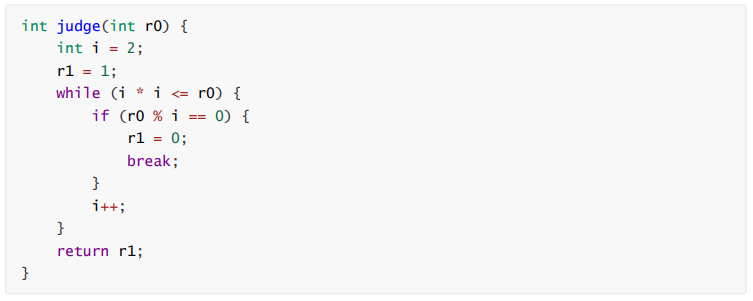 int judge(int r0) {
    int i = 2;
    r1 = 1;
    while (i * i <= r0) {
        if (r0 % i == 0) {
            r1 = 0;
            break;
        }
        i++;
    }
    return r1;
}